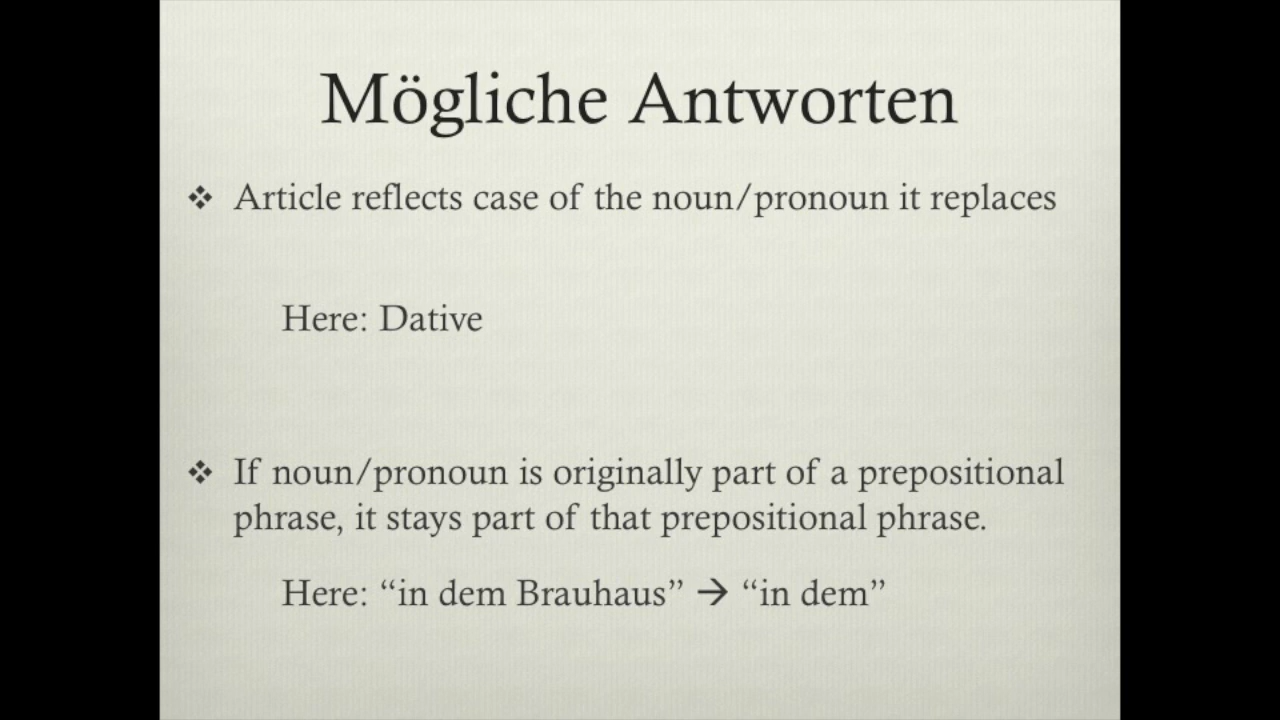 Mögliche Antworten
❖ Article reflects case of the noun/pronoun it replaces
Here: Dative
❖ If noun/pronoun is originally part of a prepositional
phrase, it stays part of that prepositional phrase.
Here: “in dem Brauhaus” → “in dem”